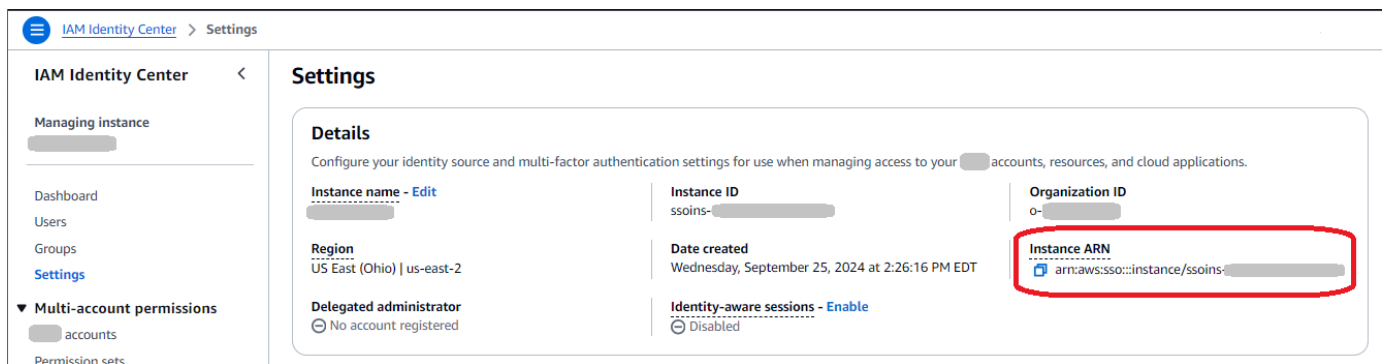 IAM Identity Center > Settings
IAM Identity Center
Managing instance
Dashboard
Users
Groups
Settings
Multi-account permissions
accounts
Permission sets
Settings
Details
Configure your identity source and multi-factor authentication settings for use when managing access to your accounts, resources, and cloud applications.
Instance name - Edit
Instance ID
ssoins-
Organization ID
o-
Region
US East (Ohio) | us-east-2
Date created
Wednesday, September 25, 2024 at 2:26:16 PM EDT
Instance ARN
arn:aws:sso:::instance/ssoins-
Delegated administrator
No account registered
Identity-aware sessions - Enable
Disabled